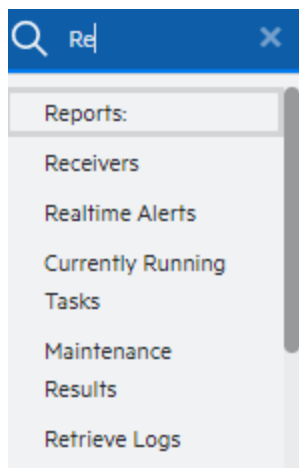 Re
Reports:
Receivers
Realtime Alerts
Currently Running
Tasks
Maintenance
Results
Retrieve Logs